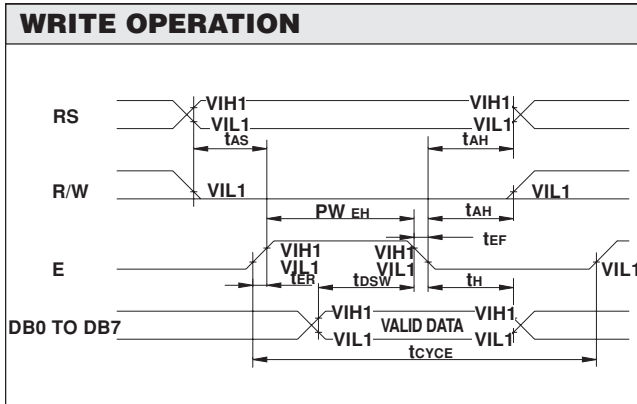 WRITE OPERATION
RS VIH1 VIH1
VIL1 VIL1
tAS tAH
R/W VIL1 VIL1
PW EH tAH
tEF
VIH1 VIH1
E VIL1 VIL1 VIL1
tER tDSW tH
VIH1 VIH1
DB0 TO DB7 VALID DATA
VIL1 VIL1
tCYCE